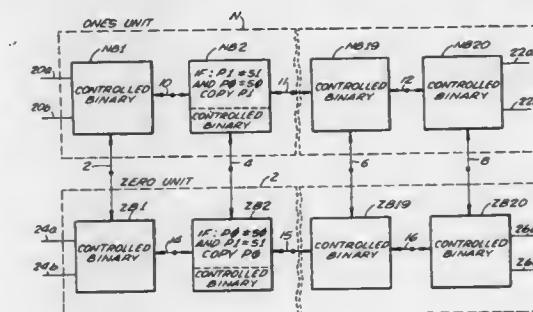 ONES UNIT N
NB1 NB2 NB19 NB20
20a 22a
IF: P1 ≠ S1
AND P0 = S0
COPY P1
CONTROLLED BINARY 10 11 CONTROLLED BINARY 12 CONTROLLED BINARY
20b CONTROLLED BINARY
2 4 6 8
ZERO UNIT 2
ZB1 ZB2 ZB19 ZB20
24a
IF: P0 ≠ S0
AND P1 = S1
COPY P0
CONTROLLED BINARY 14 15 CONTROLLED BINARY 16 CONTROLLED BINARY
24b CONTROLLED BINARY